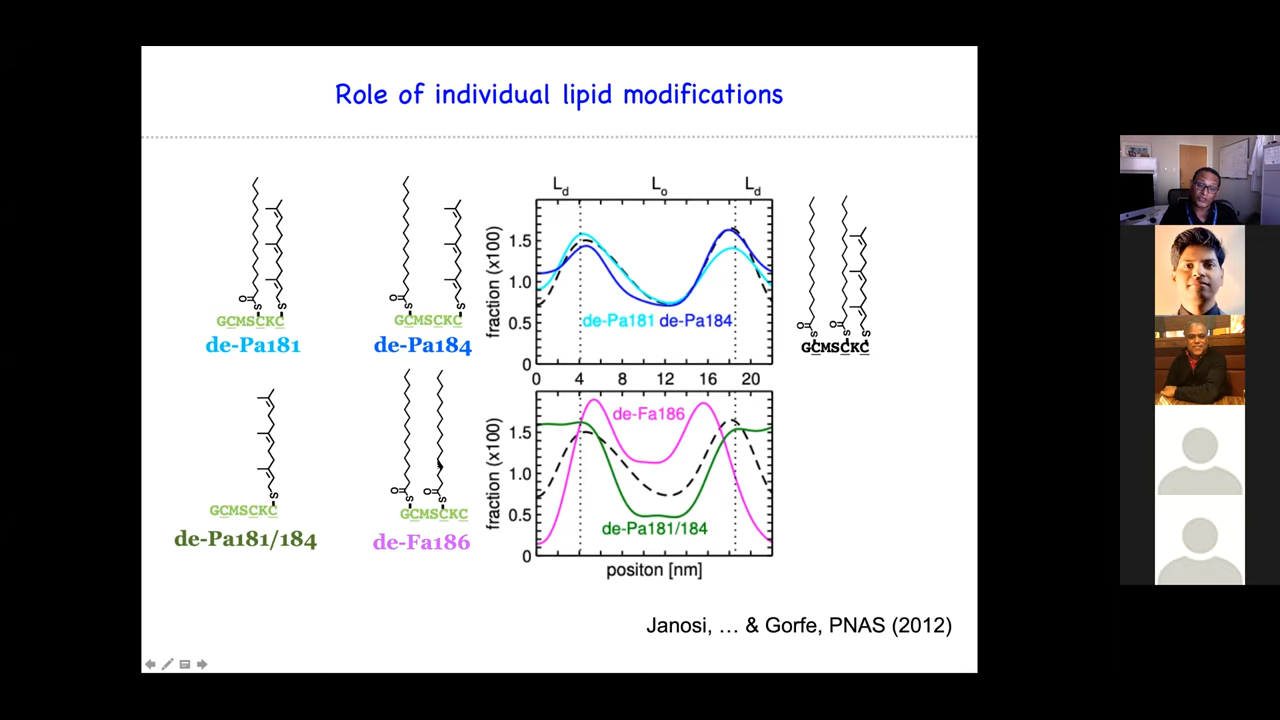 Role of individual lipid modifications
O
S
GCMSCKC
de-Pa181
O
S
GCMSCKC
de-Pa184
S
GCMSCKC
de-Pa181/184
O
S
O
S
GCMSCKC
de-Fa186
Ld Lo Ld
fraction (x100)
1.5
1.0
0.5
0
de-Pa181 de-Pa184
0 4 8 12 16 20
fraction (x100)
1.5
1.0
0.5
0
de-Fa186
de-Pa181/184
positon [nm]
O
S
O
S
S
GCMSCKC
Janosi, … & Gorfe, PNAS (2012)